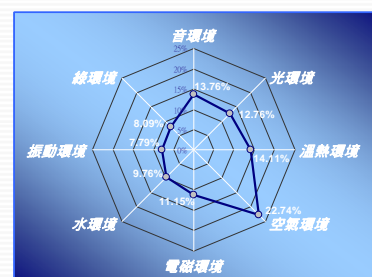 音環境
25%
20%
15%
10%
5%
0%
綠環境
光環境
13.76%
12.76%
8.09%
振動環境
7.79%
14.11%
溫熱環境
9.76%
11.15%
22.74%
水環境
空氣環境
電磁環境